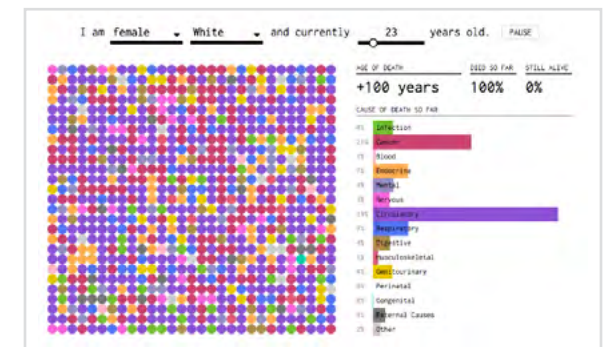 I am female White and currently 23 years old. PAUSE
AGE OF DEATH DIED SO FAR STILL ALIVE
+100 years 100% 0%
CAUSE OF DEATH SO FAR
Infection
Cancer
Blood
Endocrine
Mental
Nervous
Circulatory
Respiratory
Digestive
Musculoskeletal
Genitourinary
Perinatal
Congenital
External Causes
Other